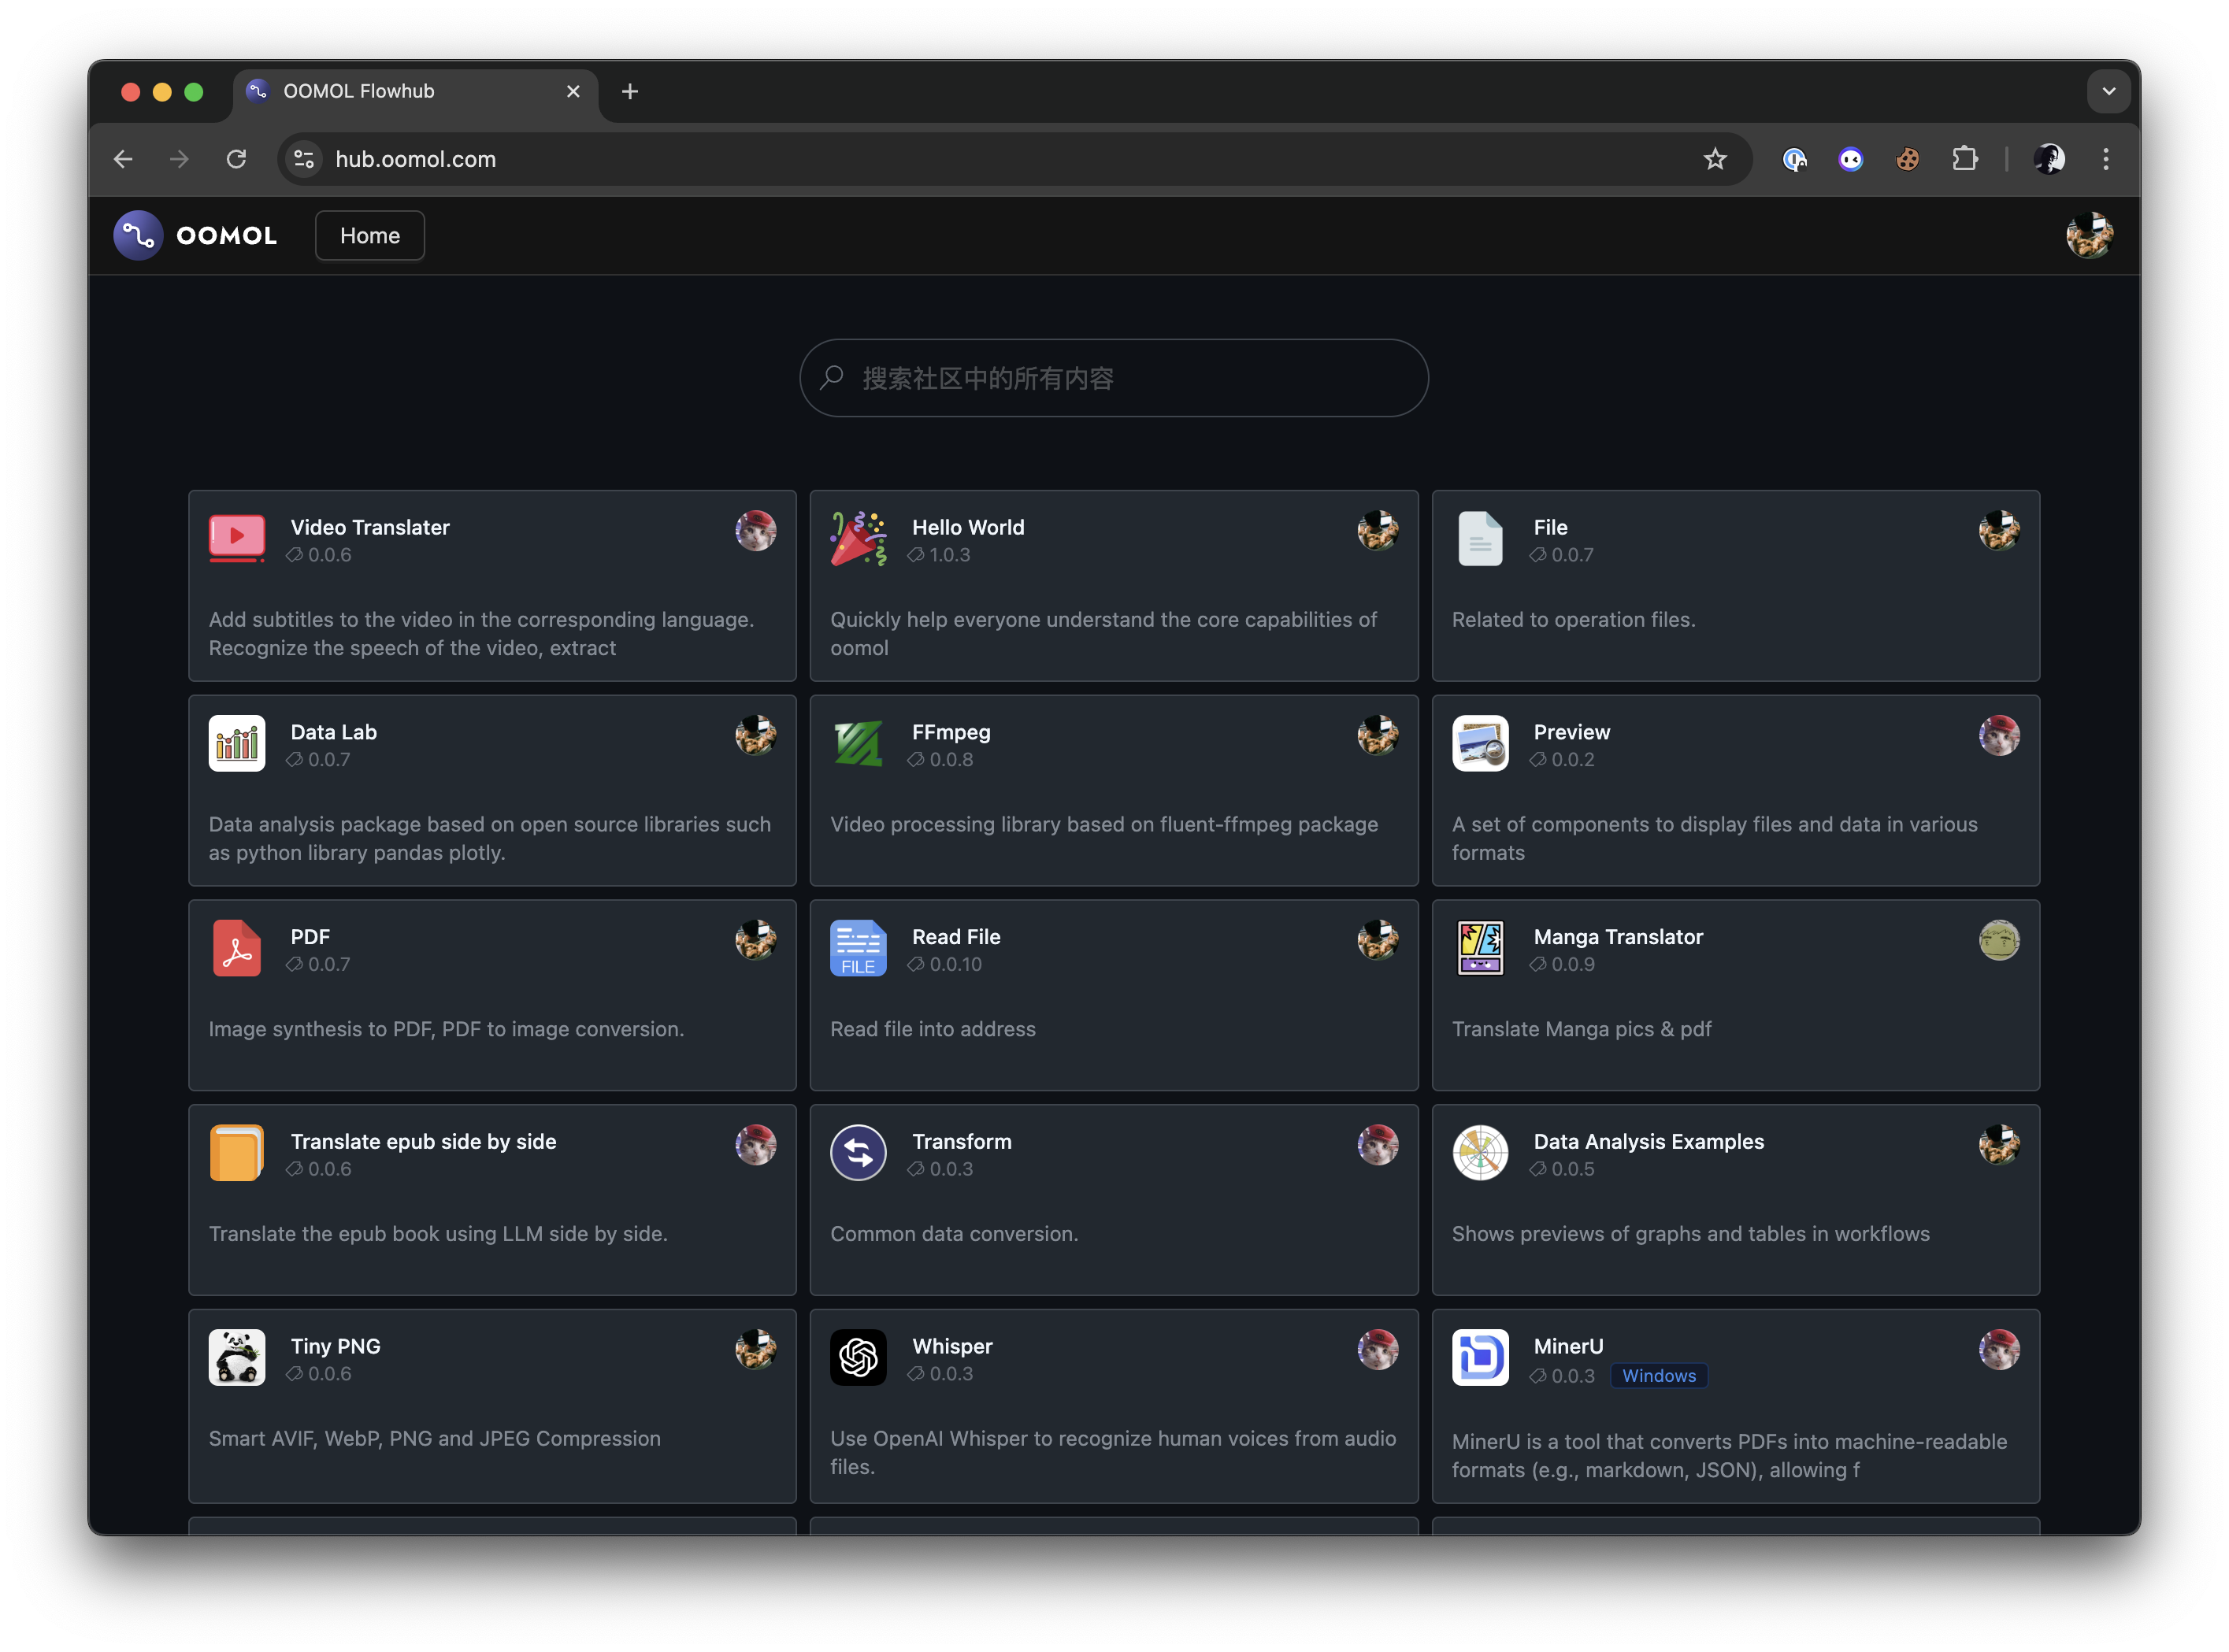 OOMOL Flowhub
hub.oomol.com
OOMOL
Home
搜索社区中的所有内容
Video Translater
0.0.6
Add subtitles to the video in the corresponding language.
Recognize the speech of the video, extract
Hello World
1.0.3
Quickly help everyone understand the core capabilities of
oomol
File
0.0.7
Related to operation files.
Data Lab
0.0.7
Data analysis package based on open source libraries such
as python library pandas plotly.
FFmpeg
0.0.8
Video processing library based on fluent-ffmpeg package
Preview
0.0.2
A set of components to display files and data in various
formats
PDF
0.0.7
Image synthesis to PDF, PDF to image conversion.
FILE
Read File
0.0.10
Read file into address
Manga Translator
0.0.9
Translate Manga pics & pdf
Translate epub side by side
0.0.6
Translate the epub book using LLM side by side.
Transform
0.0.3
Common data conversion.
Data Analysis Examples
0.0.5
Shows previews of graphs and tables in workflows
Tiny PNG
0.0.6
Smart AVIF, WebP, PNG and JPEG Compression
Whisper
0.0.3
Use OpenAI Whisper to recognize human voices from audio
files.
MinerU
0.0.3 Windows
MinerU is a tool that converts PDFs into machine-readable
formats (e.g., markdown, JSON), allowing f